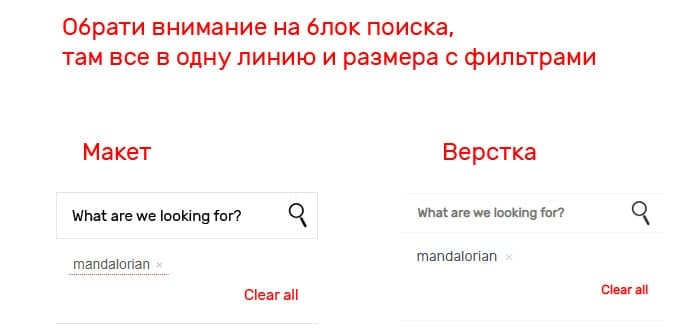 Обрати внимание на блок поиска,
там все в одну линию и размера с фильтрами
Макет
Верстка
What are we looking for?
What are we looking for?
mandalorian ×
mandalorian ×
Clear all
Clear all